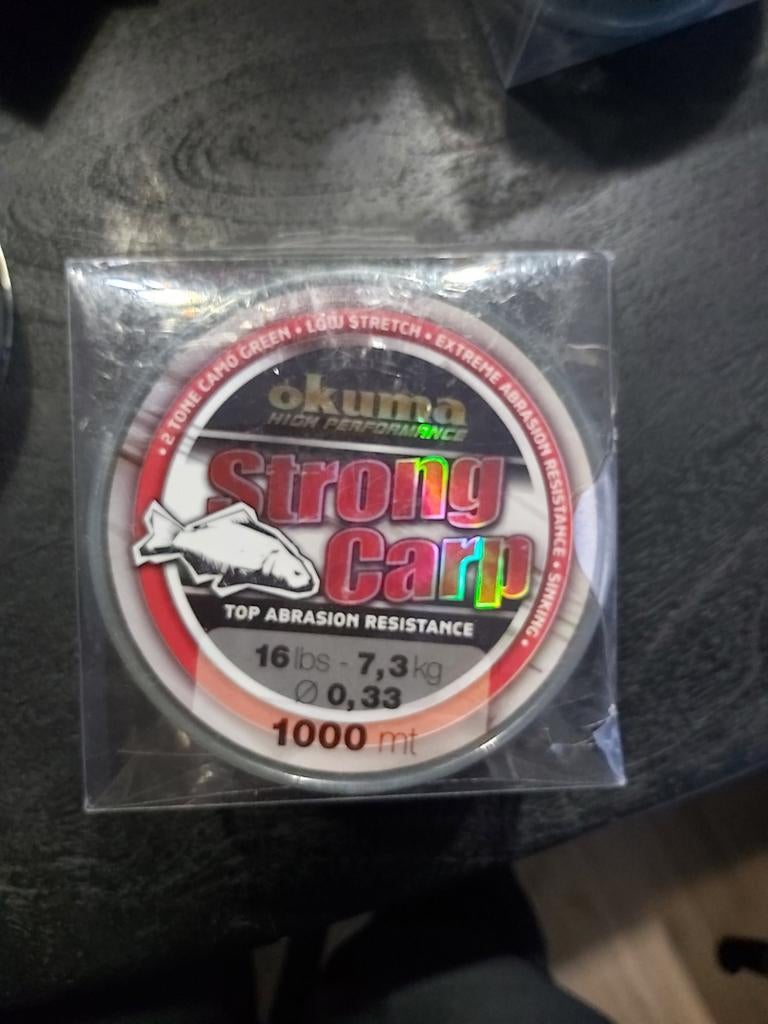 • 2 TONE CAMO GREEN • LOW STRETCH • EXTREME ABRASION RESISTANCE • SINKING •
okuma
HIGH PERFORMANCE
Strong
Carp
TOP ABRASION RESISTANCE
16 lbs - 7,3 kg
Ø 0,33
1000 mt